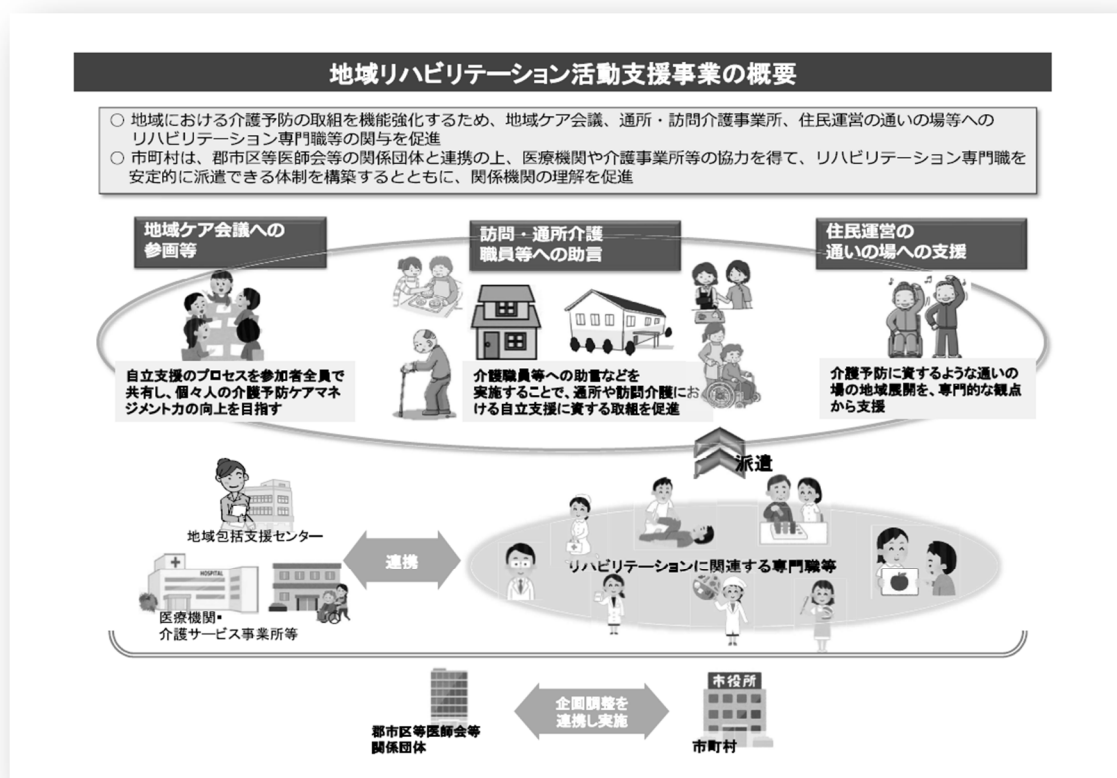 地域リハビリテーション活動支援事業の概要
○ 地域における介護予防の取組を機能強化するため、地域ケア会議、通所・訪問介護事業所、住民運営の通いの場等への
リハビリテーション専門職等の関与を促進
○ 市町村は、郡市区等医師会等の関係団体と連携の上、医療機関や介護事業所等の協力を得て、リハビリテーション専門職を
安定的に派遣できる体制を構築するとともに、関係機関の理解を促進
地域ケア会議への
参画等
訪問・通所介護
職員等への助言
住民運営の
通いの場への支援
自立支援のプロセスを参加者全員で
共有し、個々人の介護予防ケアマネ
ジメント力の向上を目指す
介護職員等への助言などを
実施することで、通所や訪問介護にお
ける自立支援に資する取組を促進
介護予防に資するような通いの
場の地域展開を、専門的な観点
から支援
派遣
地域包括支援センター
連携
リハビリテーションに関連する専門職等
HOSPITAL
医療機関・
介護サービス事業所等
市役所
企画調整を
連携し実施
郡市区等医師会等
関係団体
市町村